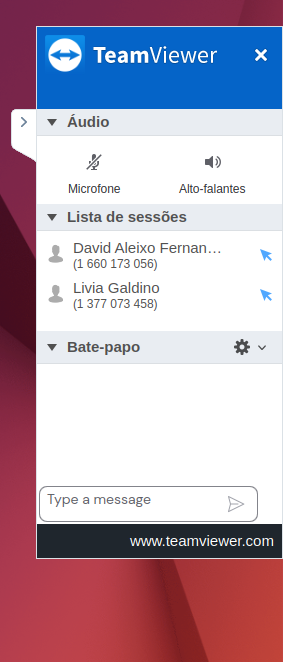 TeamViewer
Áudio
Microfone
Alto-falantes
Lista de sessões
David Aleixo Fernan…
(1 660 173 056)
Livia Galdino
(1 377 073 458)
Bate-papo
Type a message
www.teamviewer.com